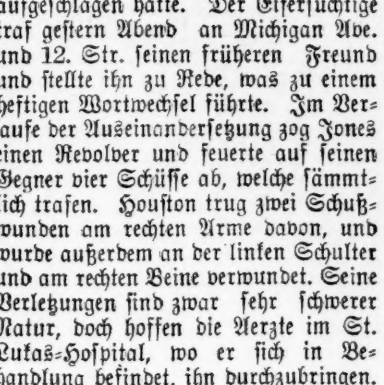 aufgeschlagen hatte. Der Eifersüchtige
traf gestern Abend an Michigan Ave.
und 12. Str. seinen früheren Freund
und stellte ihn zu Rede, was zu einem
heftigen Wortwechsel führte. Im Ver-
laufe der Auseinandersetzung zog Jones
einen Revolver und feuerte auf seinen
Gegner vier Schüsse ab, welche sämmt-
lich trafen. Houston trug zwei Schuß-
wunden am rechten Arme davon, und
wurde außerdem an der linken Schulter
und am rechten Beine verwundet. Seine
Verletzungen sind zwar sehr schwerer
Natur, doch hoffen die Aerzte im St.
Lukas-Hospital, wo er sich in Be-
handlung befindet, ihn durchzubringen.